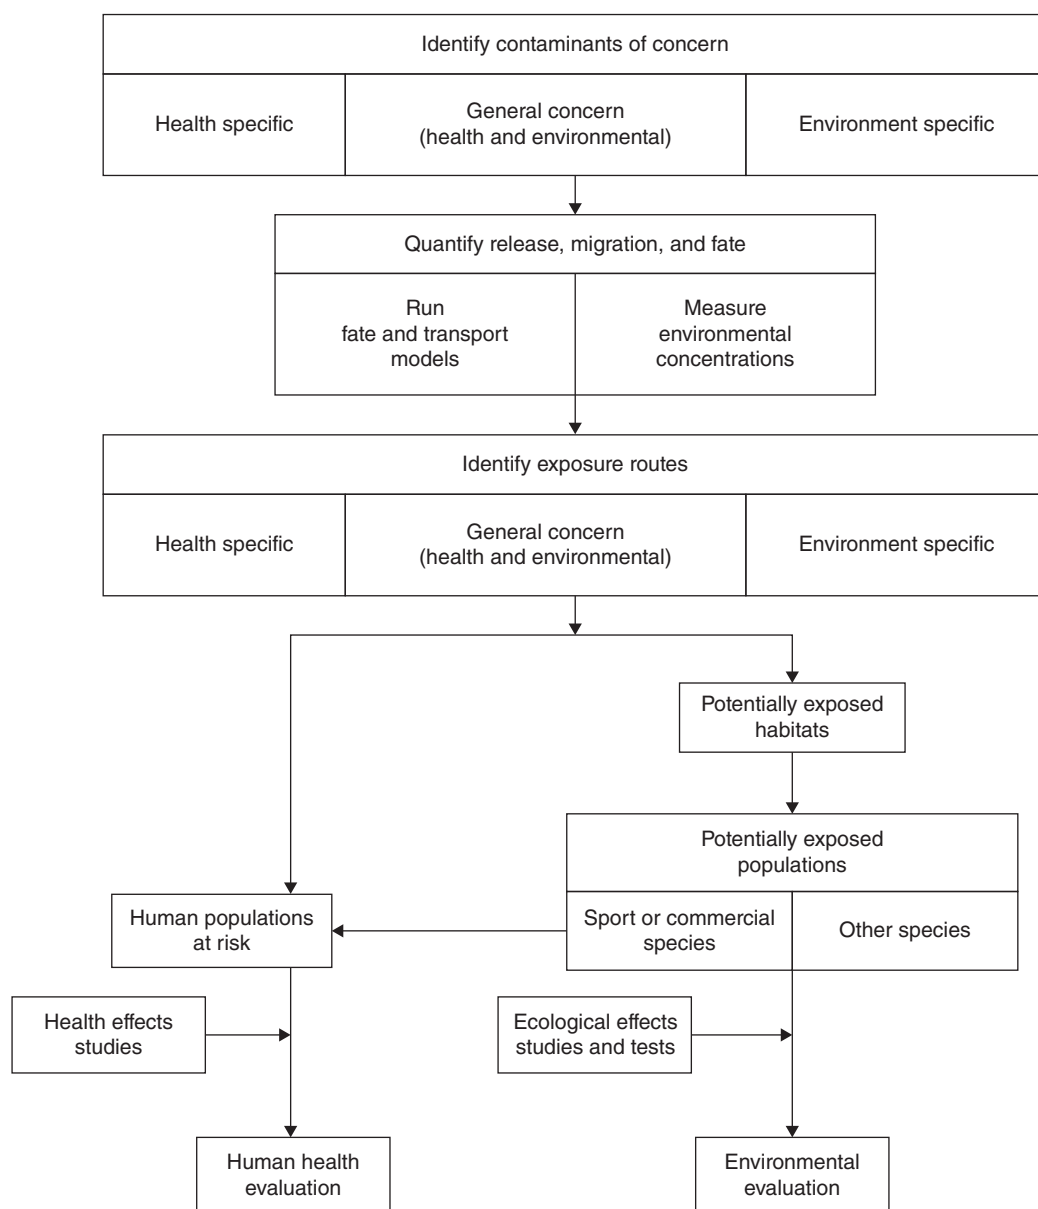 Identify contaminants of concern
Health specific
General concern
(health and environmental)
Environment specific
Quantify release, migration, and fate
Run
fate and transport
models
Measure
environmental
concentrations
Identify exposure routes
Health specific
General concern
(health and environmental)
Environment specific
Potentially exposed
habitats
Potentially exposed
populations
Human populations
at risk
Sport or commercial
species
Other species
Health effects
studies
Ecological effects
studies and tests
Human health
evaluation
Environmental
evaluation